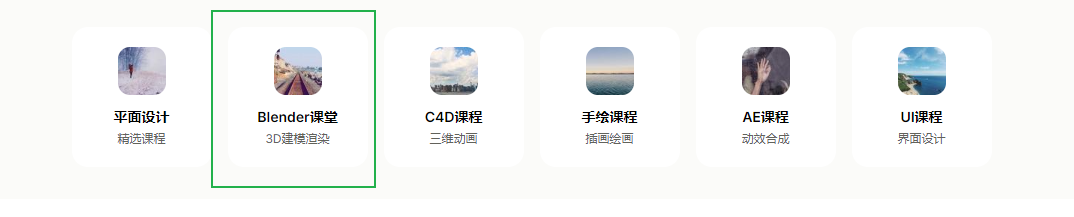 平面设计
精选课程
Blender课堂
3D建模渲染
C4D课程
三维动画
手绘课程
插画绘画
AE课程
动效合成
UI课程
界面设计